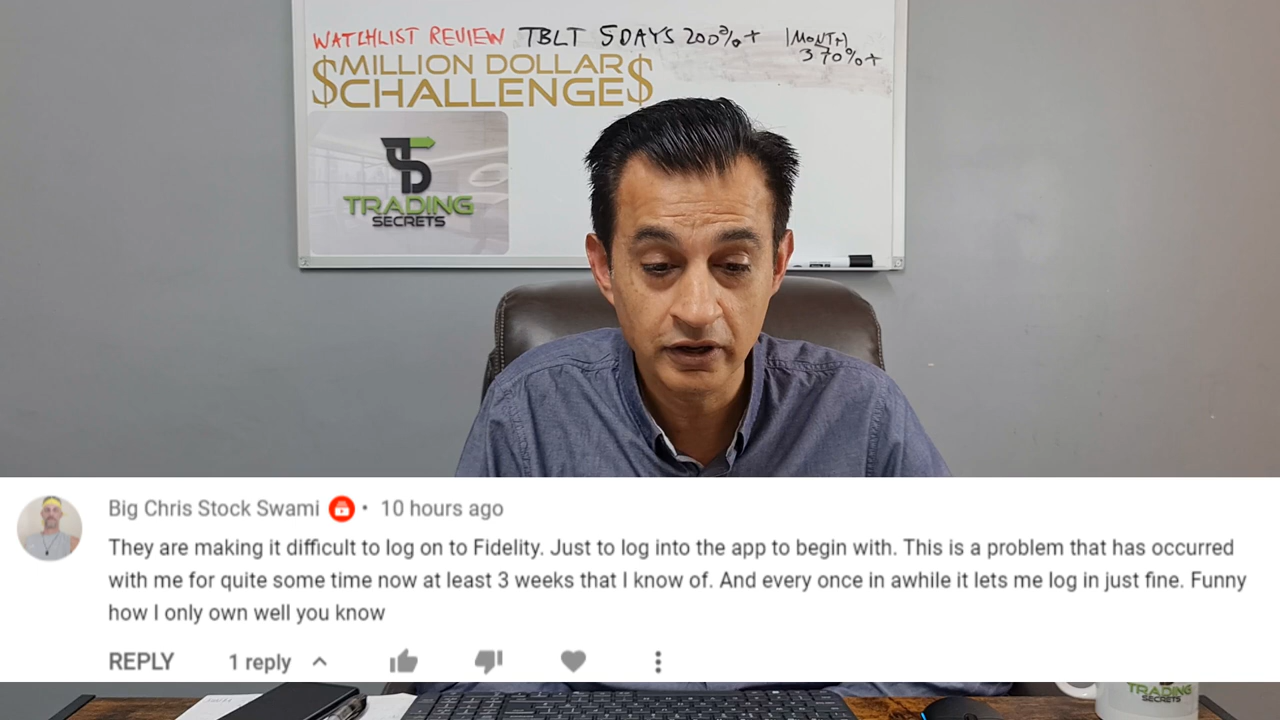 WATCHLIST REVIEW TBLT 5DAYS 200%+ 1MONTH
370%+
$MILLION DOLLAR$
CHALLENGE
TRADING
SECRETS
Big Chris Stock Swami • 10 hours ago
They are making it difficult to log on to Fidelity. Just to log into the app to begin with. This is a problem that has occurred
with me for quite some time now at least 3 weeks that I know of. And every once in awhile it lets me log in just fine. Funny
how I only own well you know
REPLY 1 reply
TRADING
SECRETS